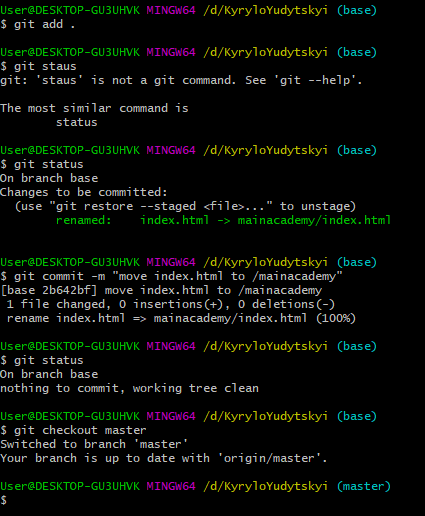 User@DESKTOP-GU3UHVK MINGW64 /d/KyryloYudytskyi (base)
$ git add .
User@DESKTOP-GU3UHVK MINGW64 /d/KyryloYudytskyi (base)
$ git staus
git: 'staus' is not a git command. See 'git --help'.
The most similar command is
status
User@DESKTOP-GU3UHVK MINGW64 /d/KyryloYudytskyi (base)
$ git status
On branch base
Changes to be committed:
(use "git restore --staged <file>..." to unstage)
renamed: index.html -> mainacademy/index.html
User@DESKTOP-GU3UHVK MINGW64 /d/KyryloYudytskyi (base)
$ git commit -m "move index.html to /mainacademy"
[base 2b642bf] move index.html to /mainacademy
1 file changed, 0 insertions(+), 0 deletions(-)
rename index.html => mainacademy/index.html (100%)
User@DESKTOP-GU3UHVK MINGW64 /d/KyryloYudytskyi (base)
$ git status
On branch base
nothing to commit, working tree clean
User@DESKTOP-GU3UHVK MINGW64 /d/KyryloYudytskyi (base)
$ git checkout master
Switched to branch 'master'
Your branch is up to date with 'origin/master'.
User@DESKTOP-GU3UHVK MINGW64 /d/KyryloYudytskyi (master)
$